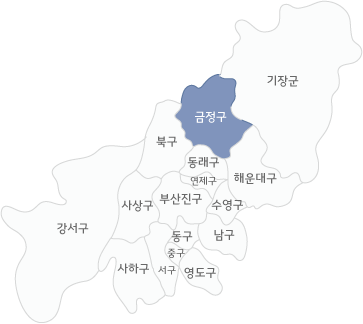 기장군
금정구
북구
동래구
연제구
해운대구
부산진구
사상구
수영구
강서구
동구
남구
중구
사하구
서구
영도구